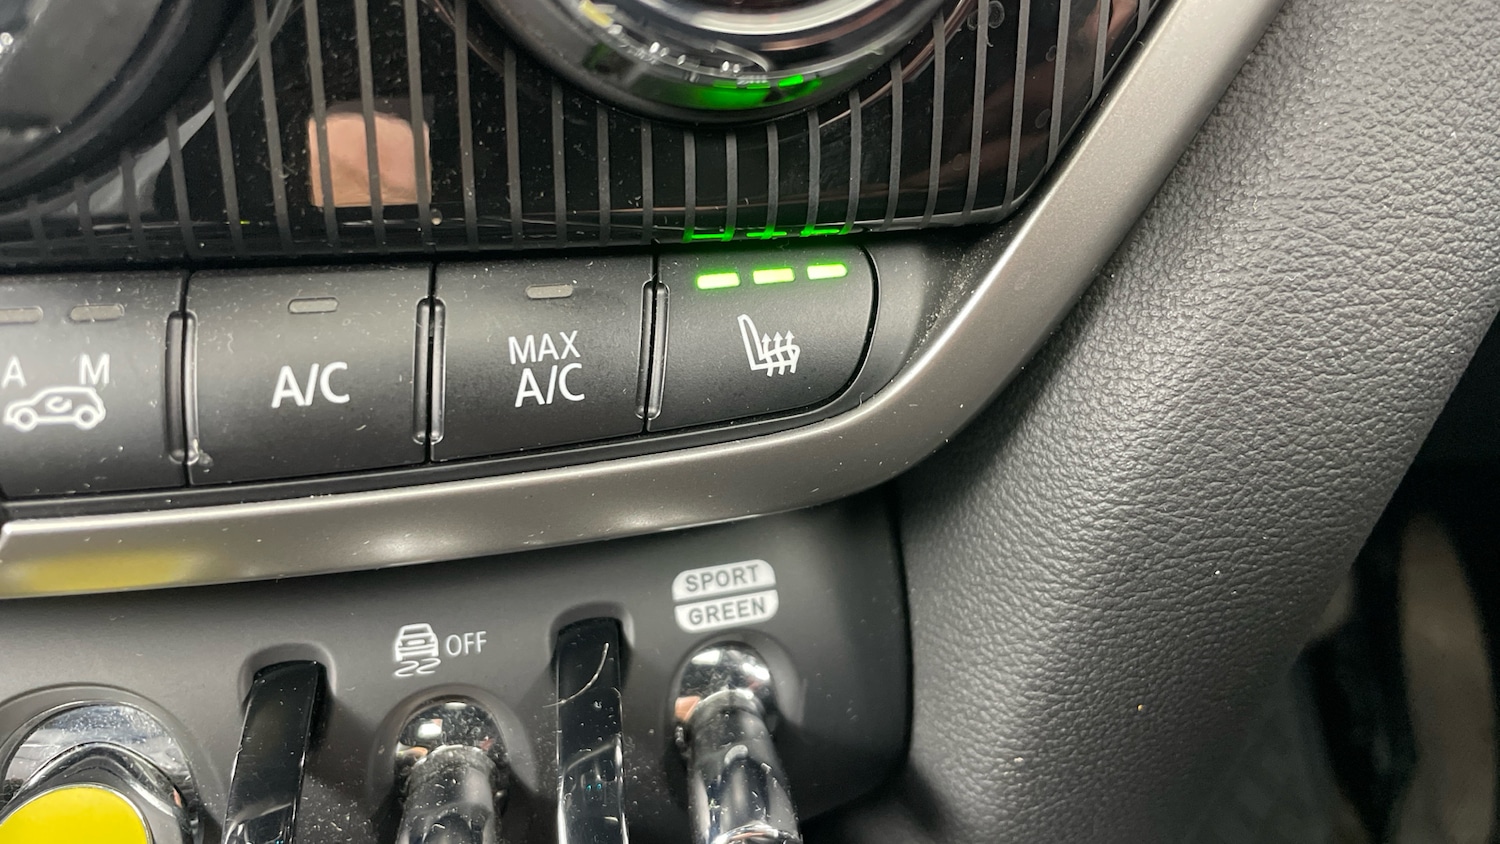 A M
A/C
MAX
A/C
SPORT
GREEN
OFF